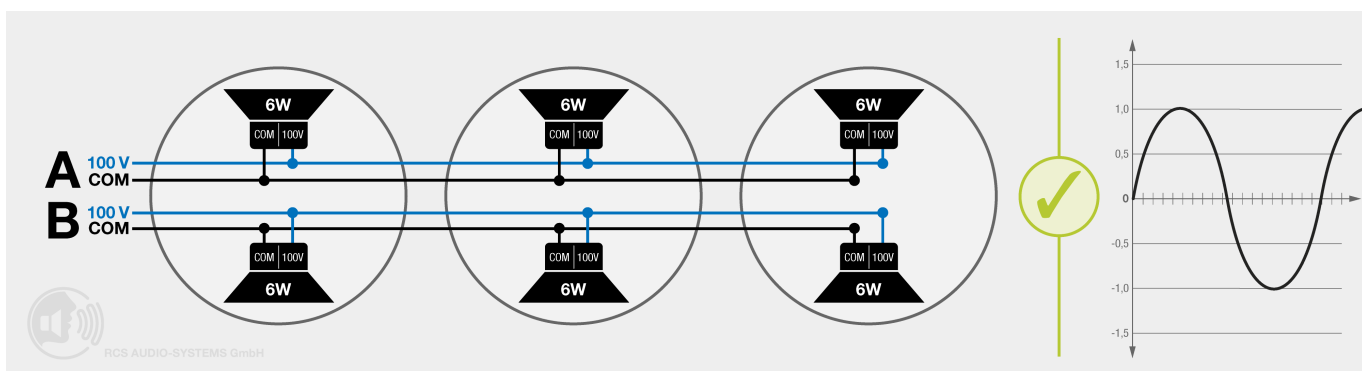 6W 6W 6W
COM 100V COM 100V COM 100V
A 100 V
COM
B 100 V
COM
COM 100V COM 100V COM 100V
6W 6W 6W
RCS AUDIO-SYSTEMS GmbH
1,5
1,0
0,5
0
-0,5
-1,0
-1,5